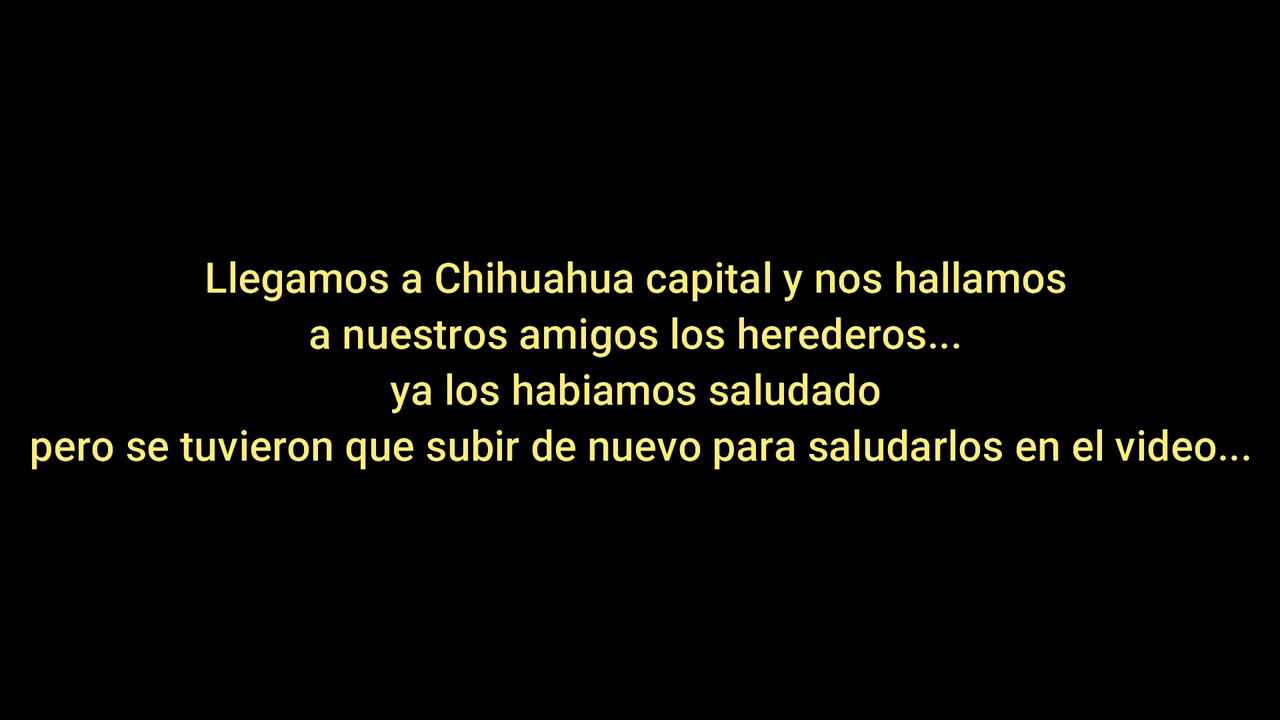 Llegamos a Chihuahua capital y nos hallamos
a nuestros amigos los herederos...
ya los habiamos saludado
pero se tuvieron que subir de nuevo para saludarlos en el video...